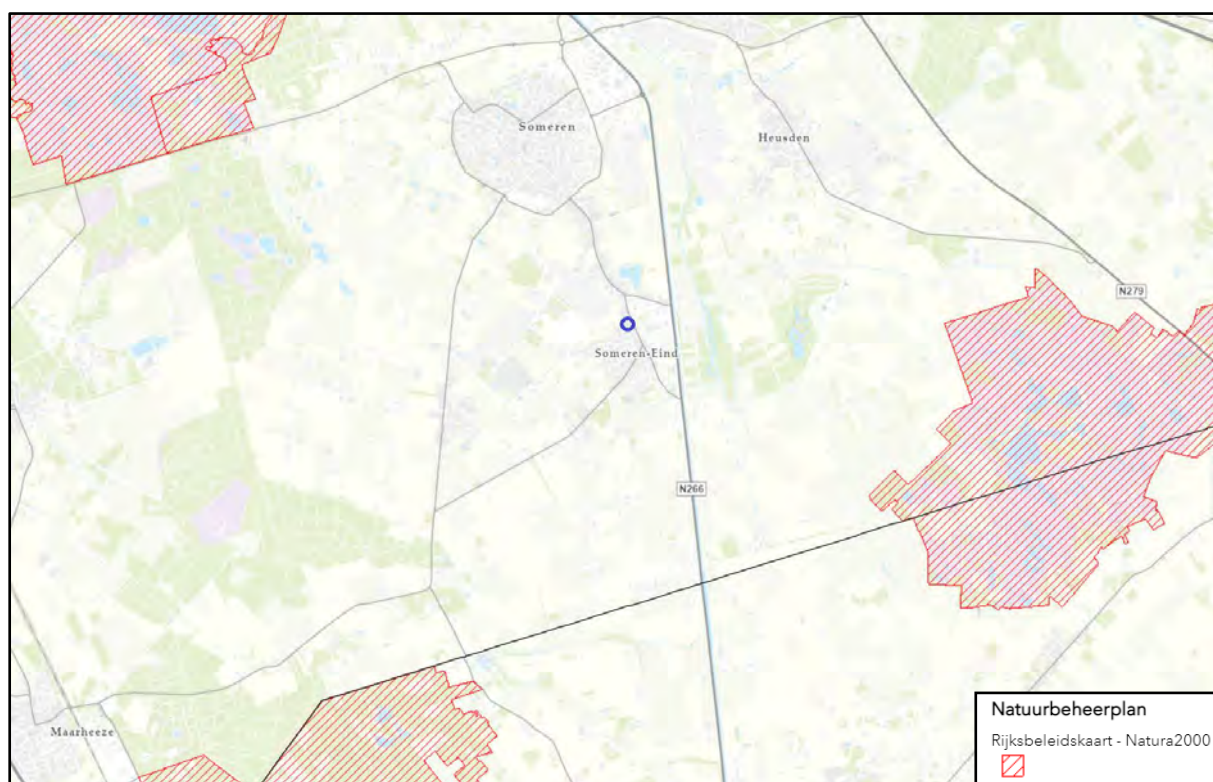 Someren
Heusden
N279
Someren-Eind
N266
Maarheeze
Natuurbeheerplan
Rijksbeleidskaart - Natura2000